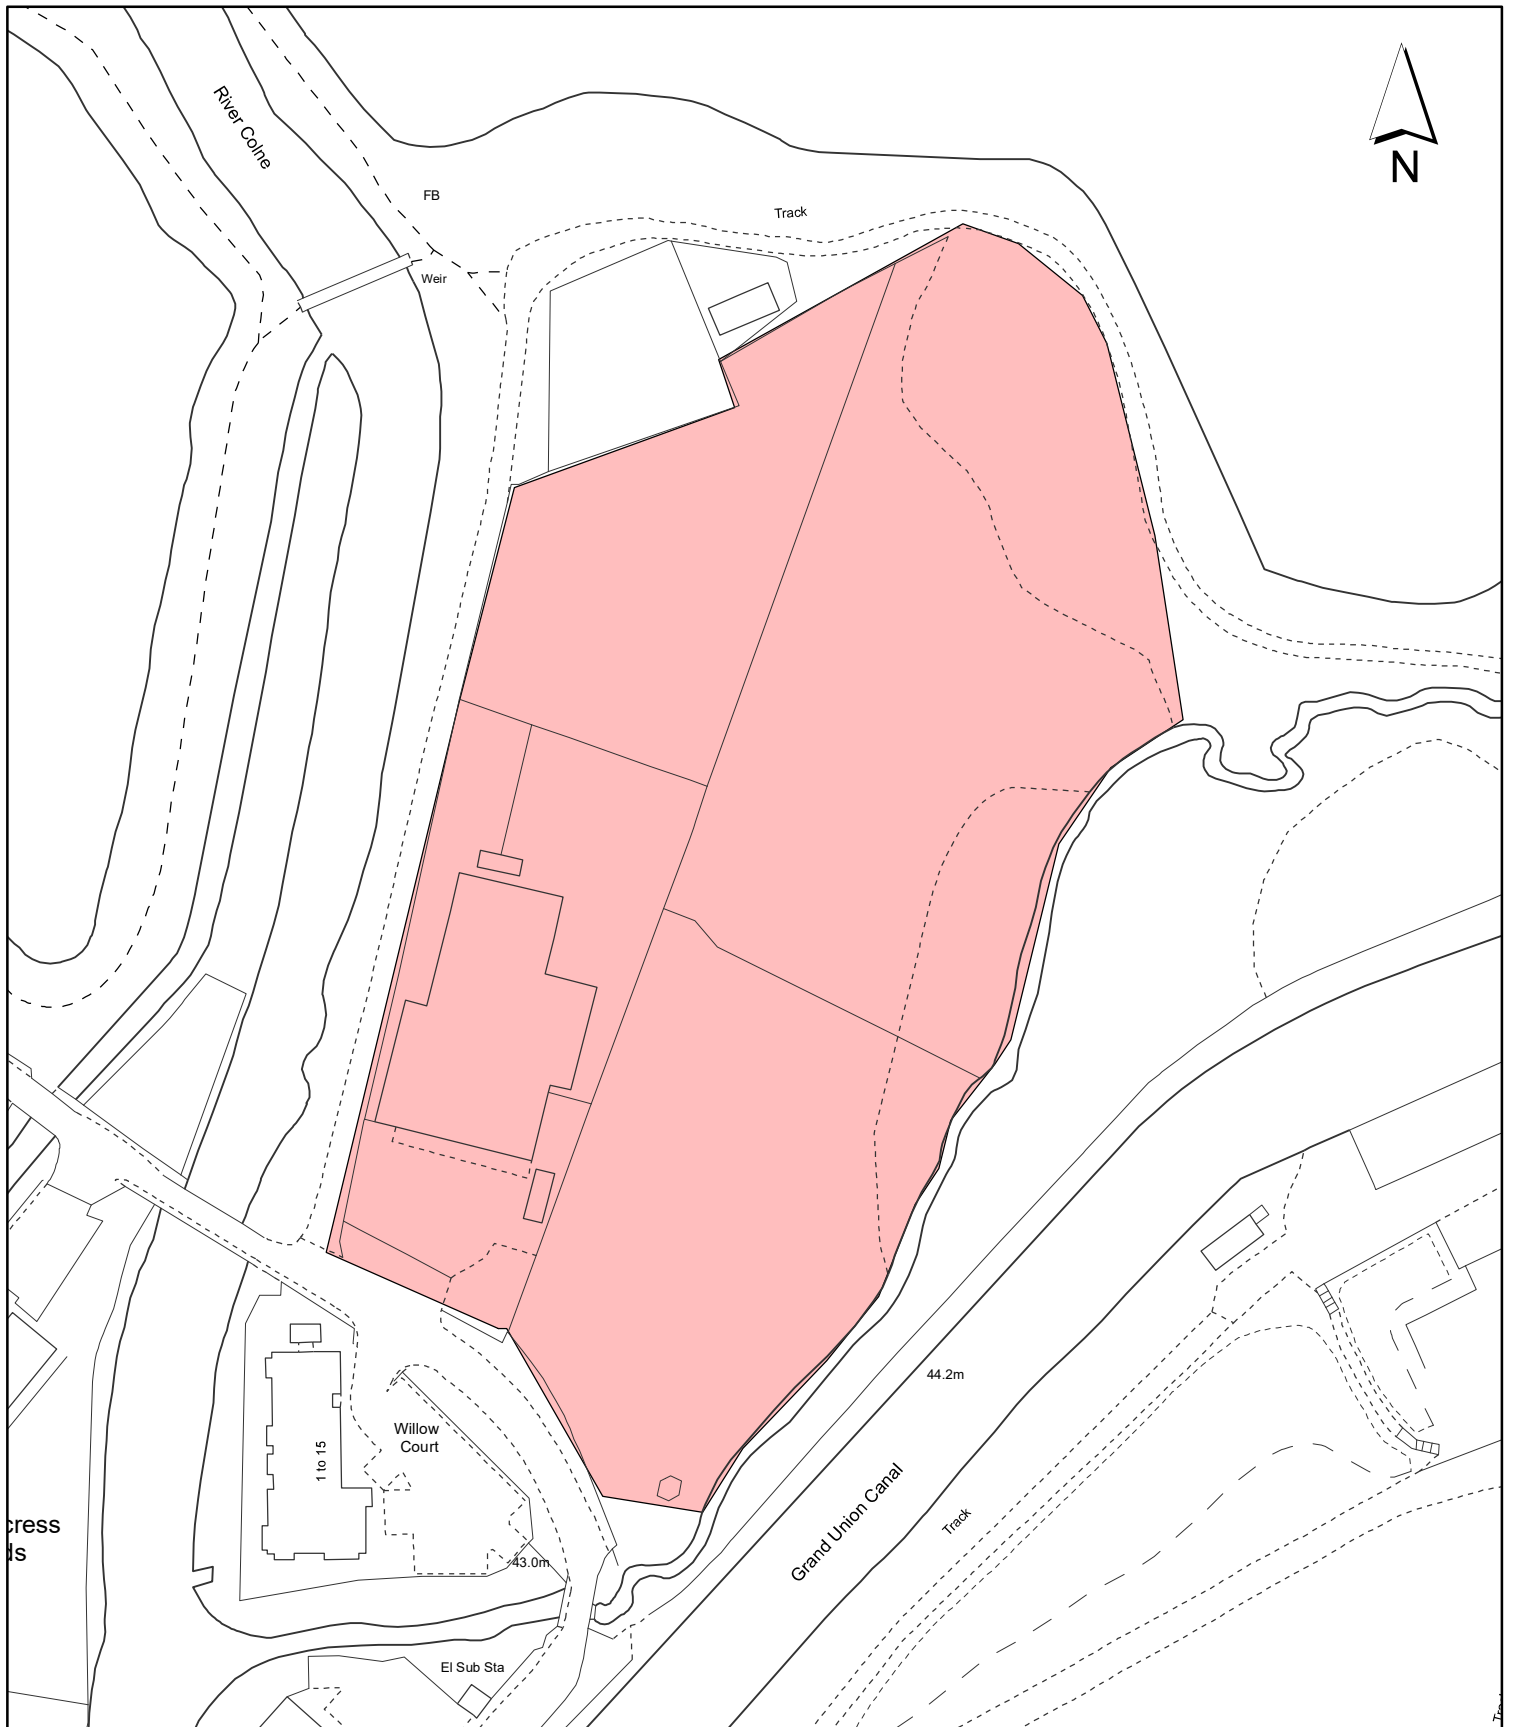 River Colne
N
FB
Track
Weir
44.2m
Willow
Court
1 to 15
Grand Union Canal
Track
cress
ds
43.0m
El Sub Sta